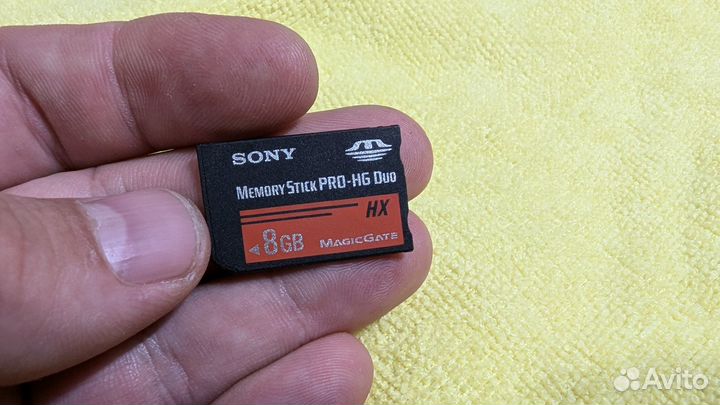 SONY
MEMORY STICK PRO-HG DUO
HX
8GB MAGICGATE
Avito